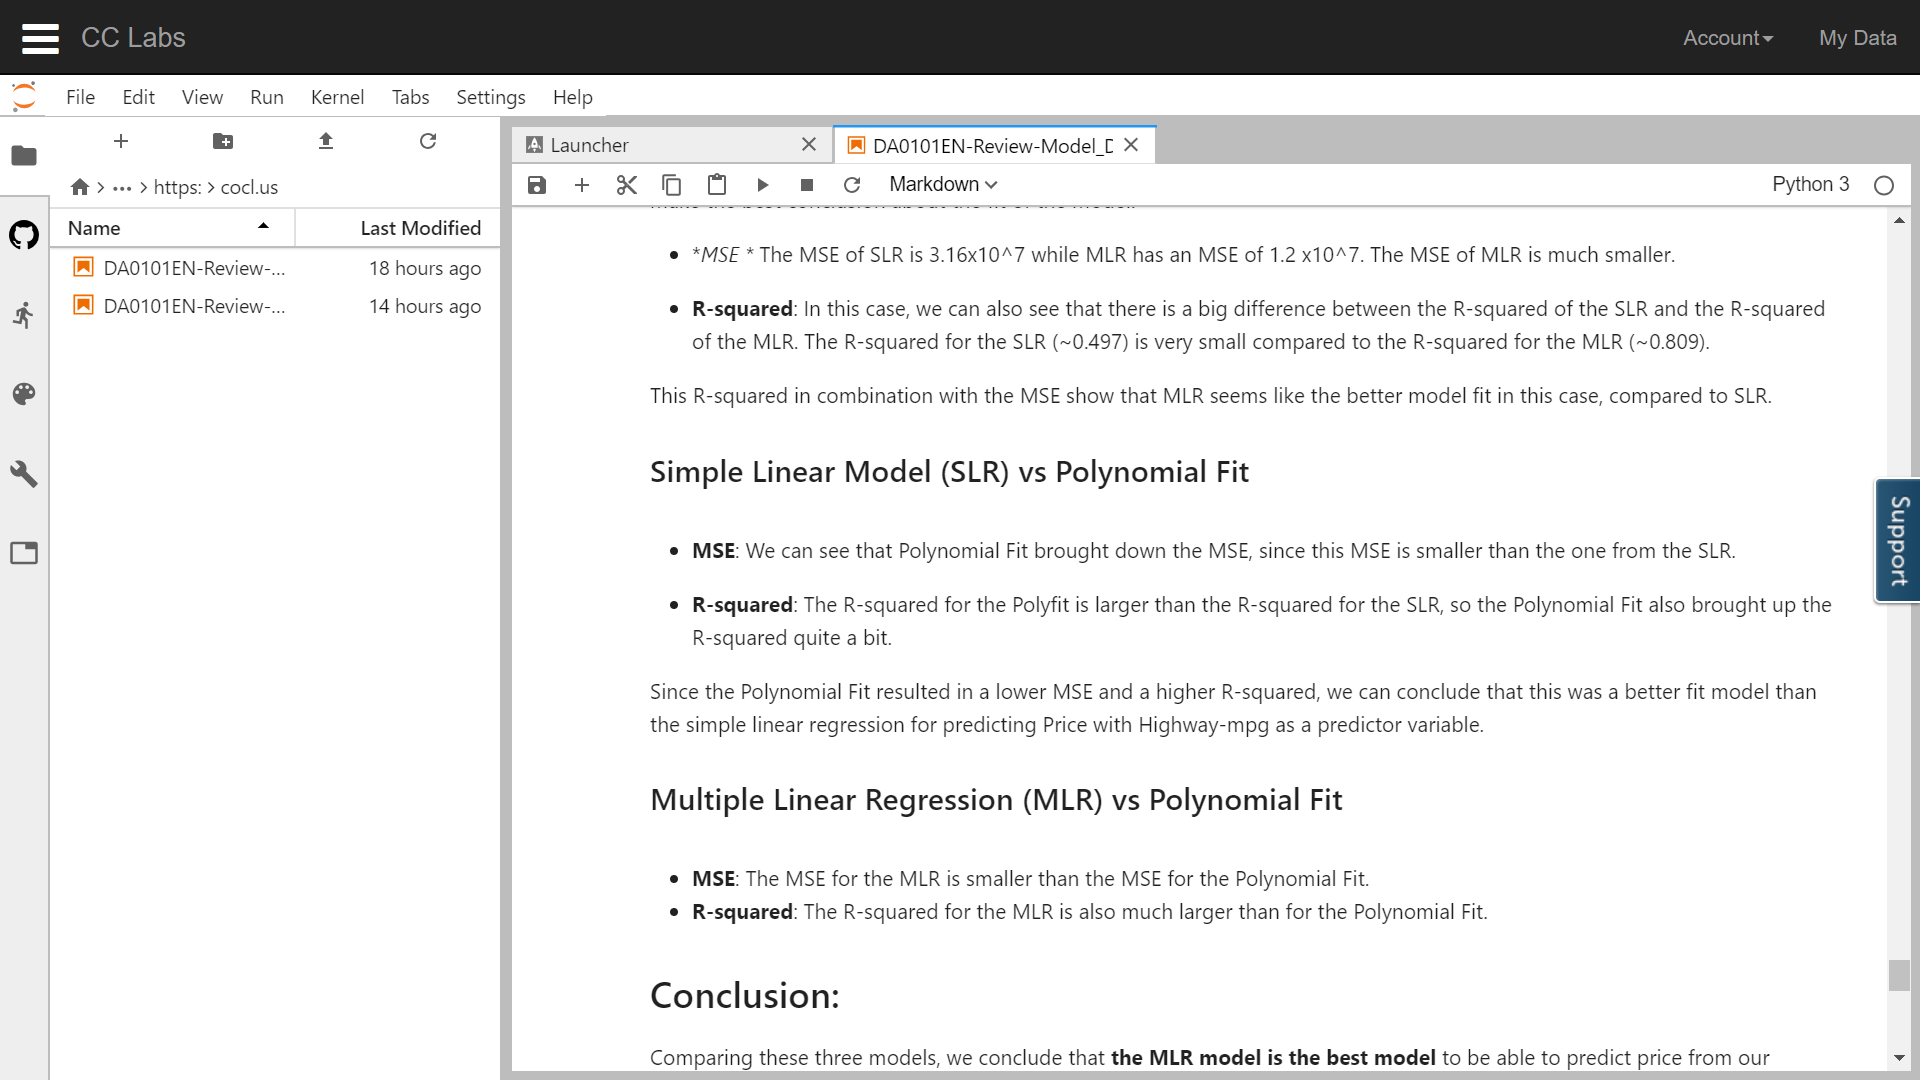 CC Labs
Account
My Data
File
Edit
View
Run
Kernel
Tabs
Settings
Help
Launcher
DA0101EN-Review-Model_D
https:
cocl.us
Markdown
Python 3
Name
Last Modified
DA0101EN-Review-...
18 hours ago
DA0101EN-Review-...
14 hours ago
make the best conclusion about the fit of the model.
*MSE * The MSE of SLR is 3.16x10^7 while MLR has an MSE of 1.2 x10^7. The MSE of MLR is much smaller.
R-squared: In this case, we can also see that there is a big difference between the R-squared of the SLR and the R-squared
of the MLR. The R-squared for the SLR (~0.497) is very small compared to the R-squared for the MLR (~0.809).
This R-squared in combination with the MSE show that MLR seems like the better model fit in this case, compared to SLR.
Simple Linear Model (SLR) vs Polynomial Fit
MSE: We can see that Polynomial Fit brought down the MSE, since this MSE is smaller than the one from the SLR.
R-squared: The R-squared for the Polyfit is larger than the R-squared for the SLR, so the Polynomial Fit also brought up the
R-squared quite a bit.
Since the Polynomial Fit resulted in a lower MSE and a higher R-squared, we can conclude that this was a better fit model than
the simple linear regression for predicting Price with Highway-mpg as a predictor variable.
Multiple Linear Regression (MLR) vs Polynomial Fit
MSE: The MSE for the MLR is smaller than the MSE for the Polynomial Fit.
R-squared: The R-squared for the MLR is also much larger than for the Polynomial Fit.
Conclusion:
Comparing these three models, we conclude that the MLR model is the best model to be able to predict price from our
Support